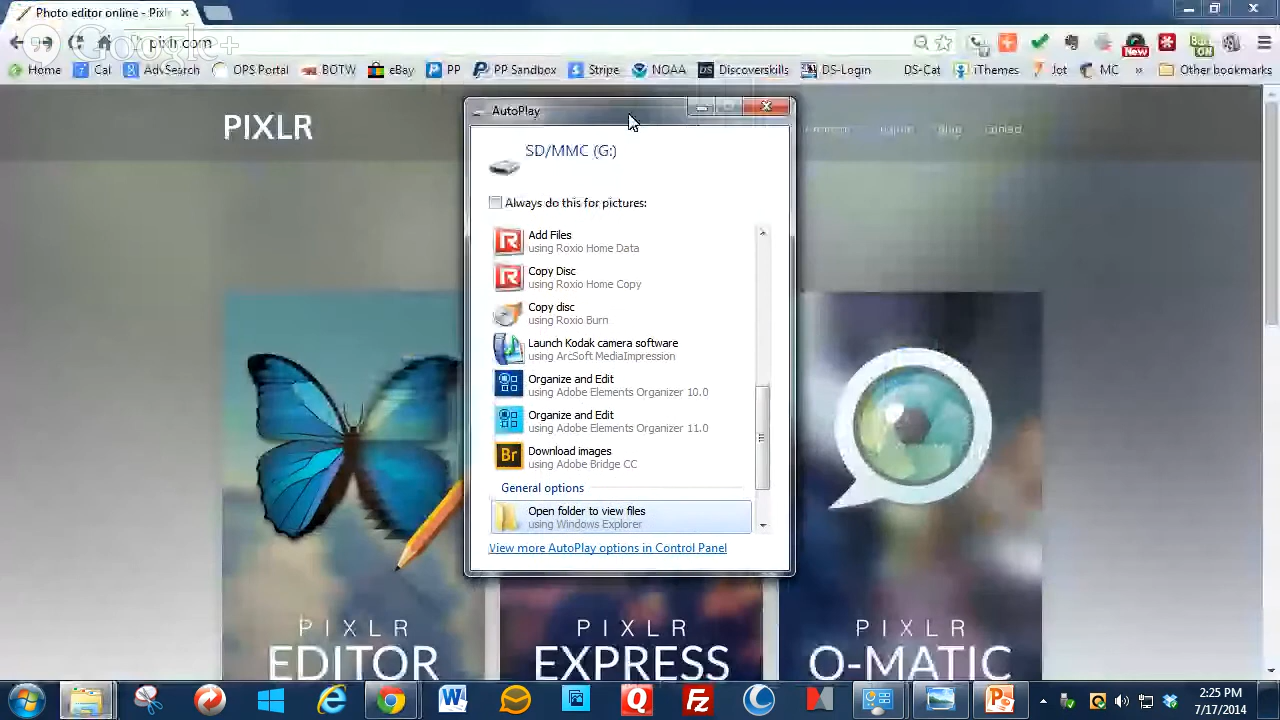 Photo editor online - Pixlr
Google+
pixlr.com
New
ON
Home Cal AdvSearch OPS Portal BOTW eBay PP PP Sandbox Stripe NOAA Discoverskills DS-Login DS-Cat iThemes Jot MC » Other bookmarks
PIXLR
AutoPlay
SD/MMC (G:)
Always do this for pictures:
Add Files
using Roxio Home Data
Copy Disc
using Roxio Home Copy
Copy disc
using Roxio Burn
Launch Kodak camera software
using ArcSoft MediaImpression
Organize and Edit
using Adobe Elements Organizer 10.0
Organize and Edit
using Adobe Elements Organizer 11.0
Br
Download images
using Adobe Bridge CC
General options
Open folder to view files
using Windows Explorer
View more AutoPlay options in Control Panel
PIXLR
EDITOR
PIXLR
EXPRESS
PIXLR
O-MATIC
2:25 PM
7/17/2014